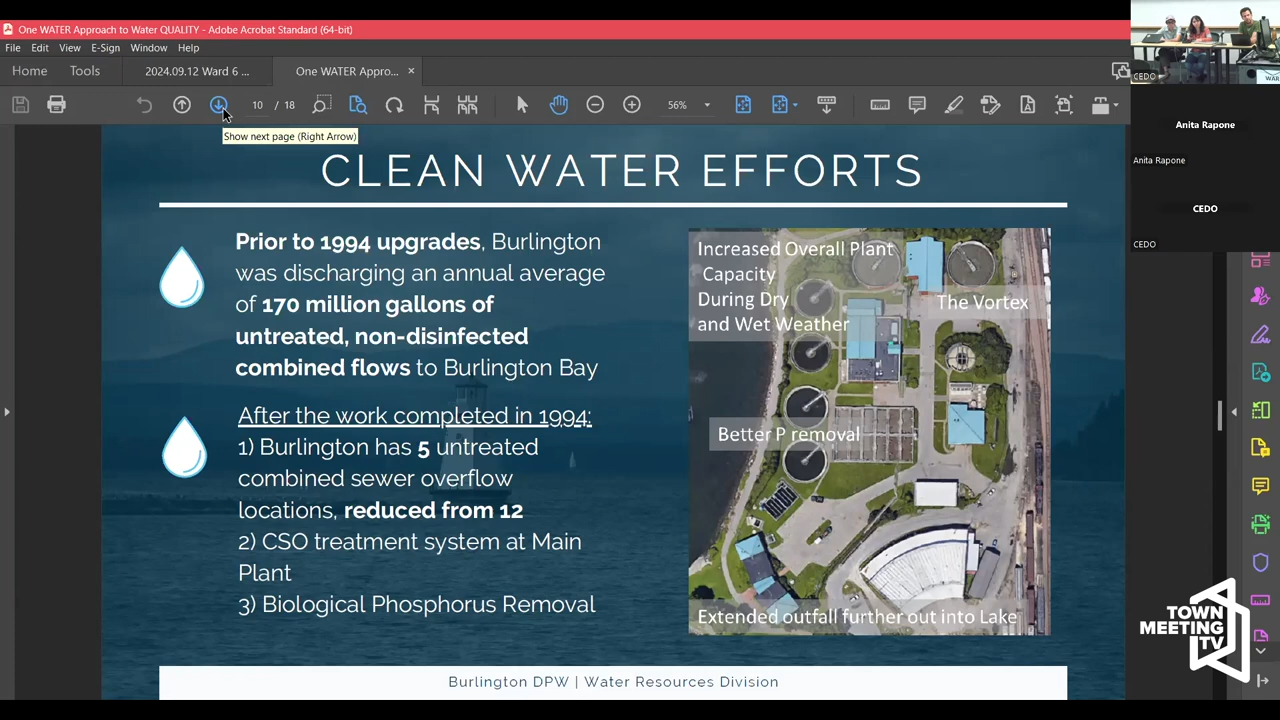 One WATER Approach to Water QUALITY - Adobe Acrobat Standard (64-bit)
File Edit View E-Sign Window Help
Home Tools 2024.09.12 Ward 6 ... One WATER Appro... ×
10 / 18 56%
Show next page (Right Arrow)
CLEAN WATER EFFORTS
Prior to 1994 upgrades, Burlington
was discharging an annual average
of 170 million gallons of
untreated, non-disinfected
combined flows to Burlington Bay
After the work completed in 1994:
1) Burlington has 5 untreated
combined sewer overflow
locations, reduced from 12
2) CSO treatment system at Main
Plant
3) Biological Phosphorus Removal
Increased Overall Plant
Capacity
During Dry
and Wet Weather
The Vortex
Better P removal
Extended outfall further out into Lake
Burlington DPW | Water Resources Division
CEDO
Anita Rapone
Anita Rapone
CEDO
CEDO
TOWN
MEETING
TV